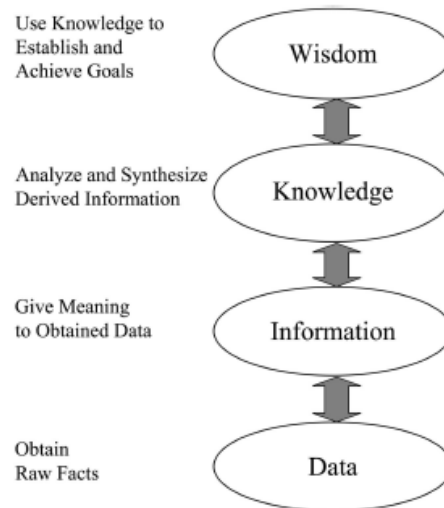 Use Knowledge to
Establish and
Achieve Goals
Wisdom
Analyze and Synthesize
Derived Information
Knowledge
Give Meaning
to Obtained Data
Information
Obtain
Raw Facts
Data